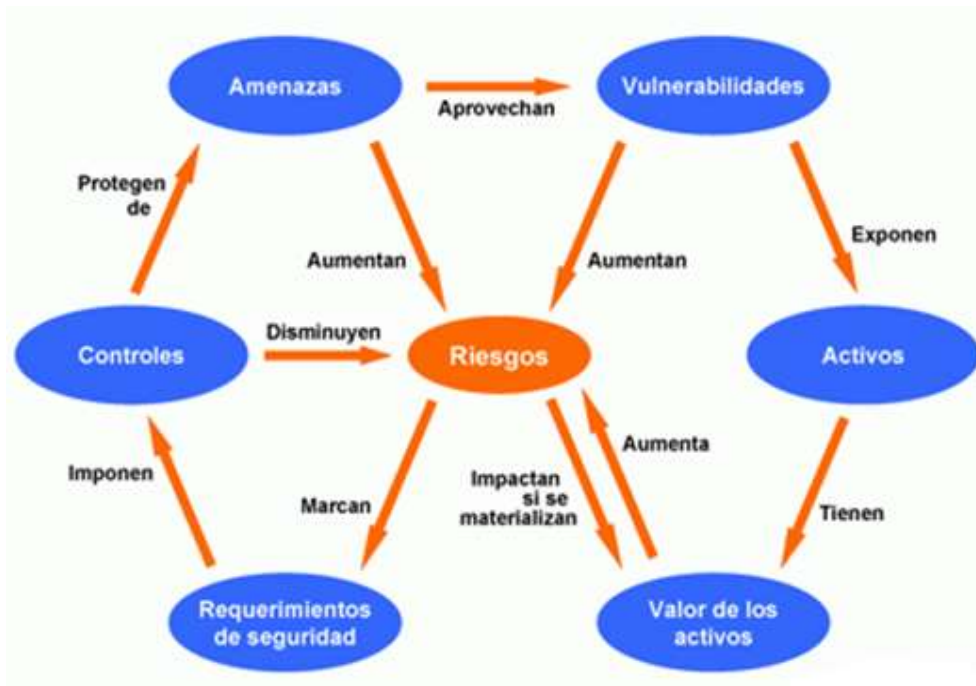 Amenazas
Aprovechan
Vulnerabilidades
Protegen
de
Aumentan
Aumentan
Exponen
Controles
Disminuyen
Riesgos
Activos
Imponen
Marcan
Impactan
si se
materializan
Aumenta
Tienen
Requerimientos
de seguridad
Valor de los
activos